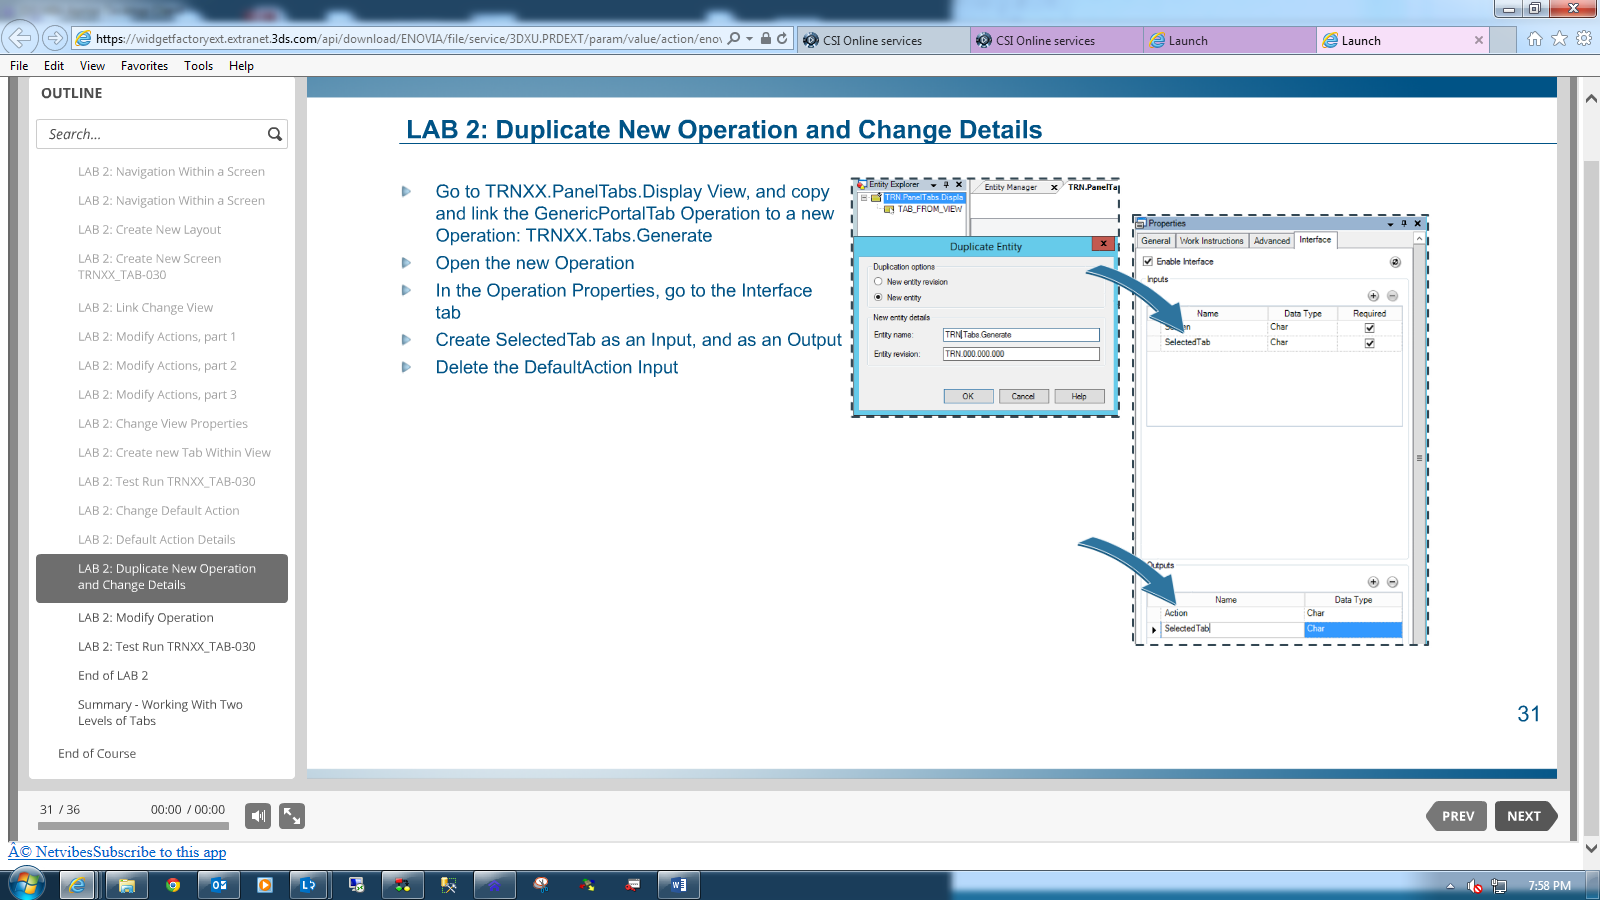 https://widgetfactoryext.extranet.3ds.com/api/download/ENOVIA/file/service/3DXU.PRDEXT/param/value/action/enov
CSI Online services
CSI Online services
Launch
Launch
File Edit View Favorites Tools Help
OUTLINE
Search...
LAB 2: Navigation Within a Screen
LAB 2: Navigation Within a Screen
LAB 2: Create New Layout
LAB 2: Create New Screen
TRNXX_TAB-030
LAB 2: Link Change View
LAB 2: Modify Actions, part 1
LAB 2: Modify Actions, part 2
LAB 2: Modify Actions, part 3
LAB 2: Change View Properties
LAB 2: Create new Tab Within View
LAB 2: Test Run TRNXX_TAB-030
LAB 2: Change Default Action
LAB 2: Default Action Details
LAB 2: Duplicate New Operation
and Change Details
LAB 2: Modify Operation
LAB 2: Test Run TRNXX_TAB-030
End of LAB 2
Summary - Working With Two
Levels of Tabs
End of Course
LAB 2: Duplicate New Operation and Change Details
Go to TRNXX.PanelTabs.Display View, and copy
and link the GenericPortalTab Operation to a new
Operation: TRNXX.Tabs.Generate
Open the new Operation
In the Operation Properties, go to the Interface
tab
Create SelectedTab as an Input, and as an Output
Delete the DefaultAction Input
Entity Explorer
TRN.PanelTabs.Displa
TAB_FROM_VIEW
Entity Manager
TRN.PanelTa
Duplicate Entity
Duplication options
New entity revision
New entity
New entity details
Entity name: TRN.Tabs.Generate
Entity revision: TRN.000.000.000
OK Cancel Help
Properties
General Work Instructions Advanced Interface
Enable Interface
Inputs
Name Data Type Required
Char
SelectedTab Char
Outputs
Name Data Type
Action Char
SelectedTab Char
31
31 / 36 00:00 / 00:00
PREV NEXT
Â© NetvibesSubscribe to this app
7:58 PM